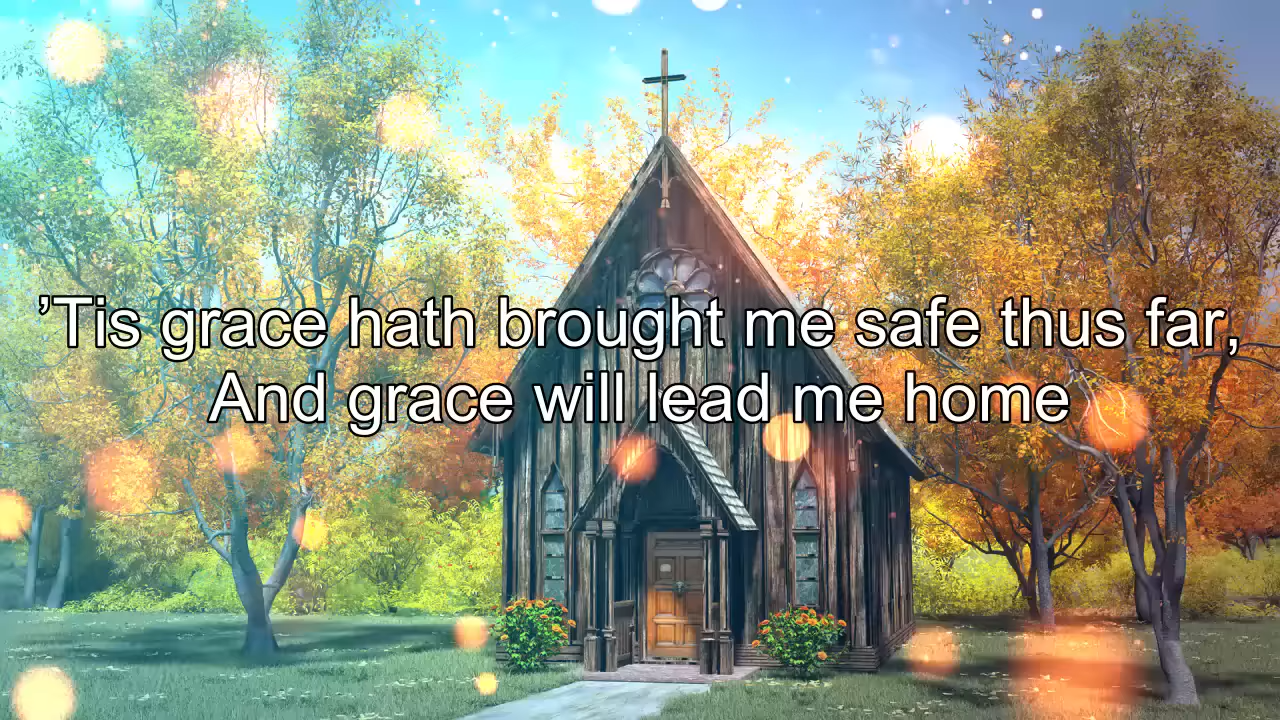 ’Tis grace hath brought me safe thus far,
And grace will lead me home